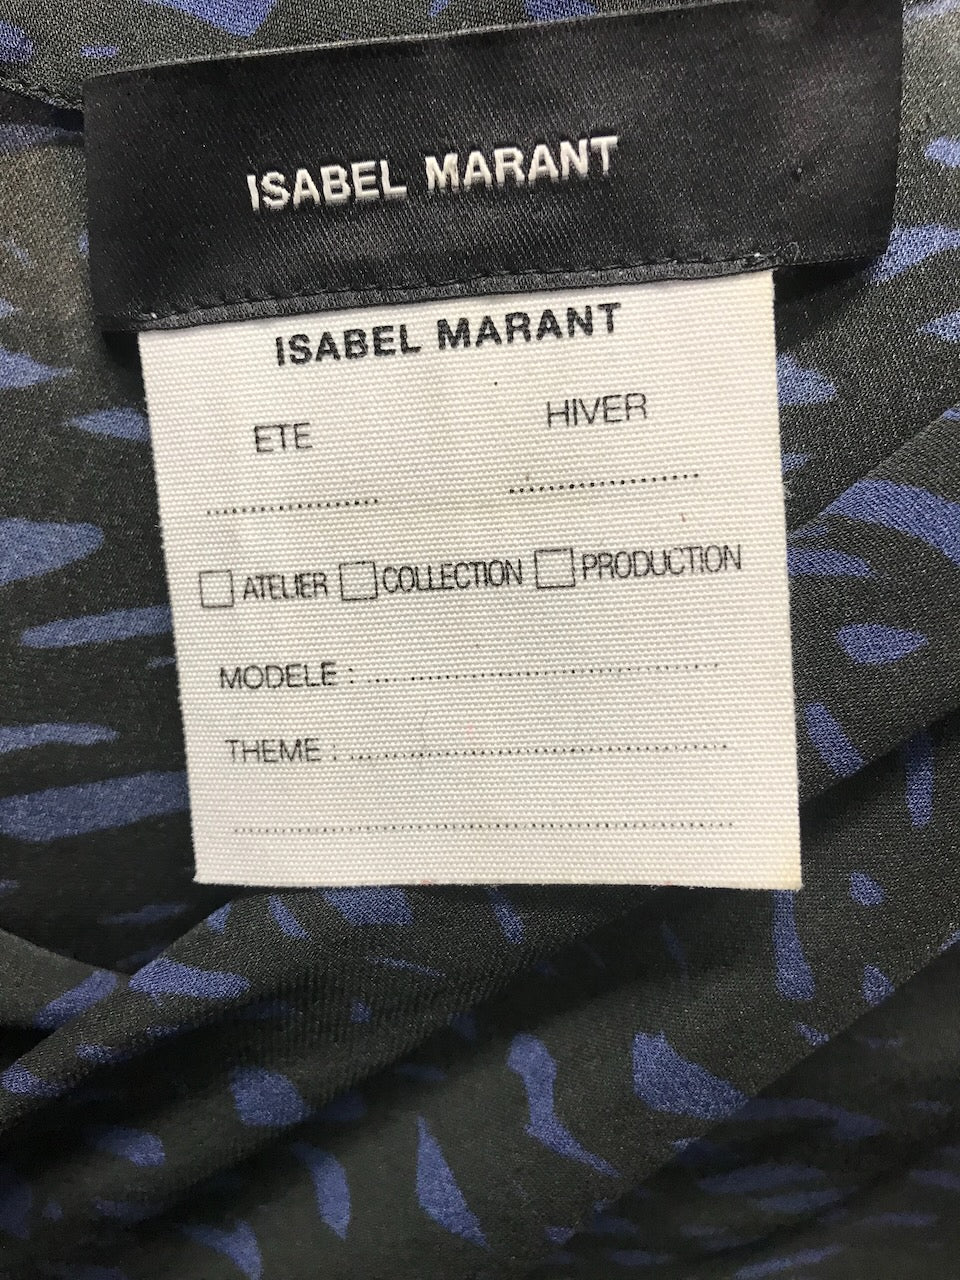 ISABEL MARANT
ISABEL MARANT
ETE HIVER
.................... ....................
☐ ATELIER ☐ COLLECTION ☐ PRODUCTION
MODELE : ........................................
THEME : ............................................
............................................................